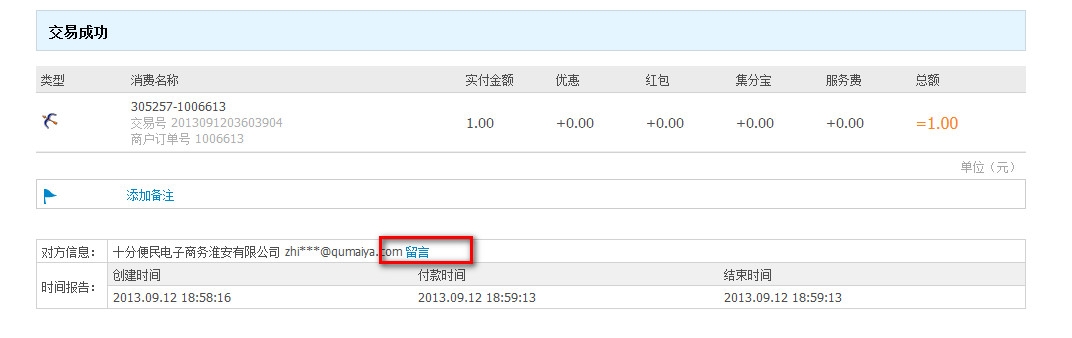 交易成功
类型 消费名称 实付金额 优惠 红包 集分宝 服务费 总额
305257-1006613
交易号 2013091203603904
商户订单号 1006613
1.00 +0.00 +0.00 +0.00 +0.00 =1.00
单位（元）
添加备注
对方信息： 十分便民电子商务淮安有限公司 zhi***@qumaiya.com 留言
时间报告： 创建时间 付款时间 结束时间
2013.09.12 18:58:16 2013.09.12 18:59:13 2013.09.12 18:59:13